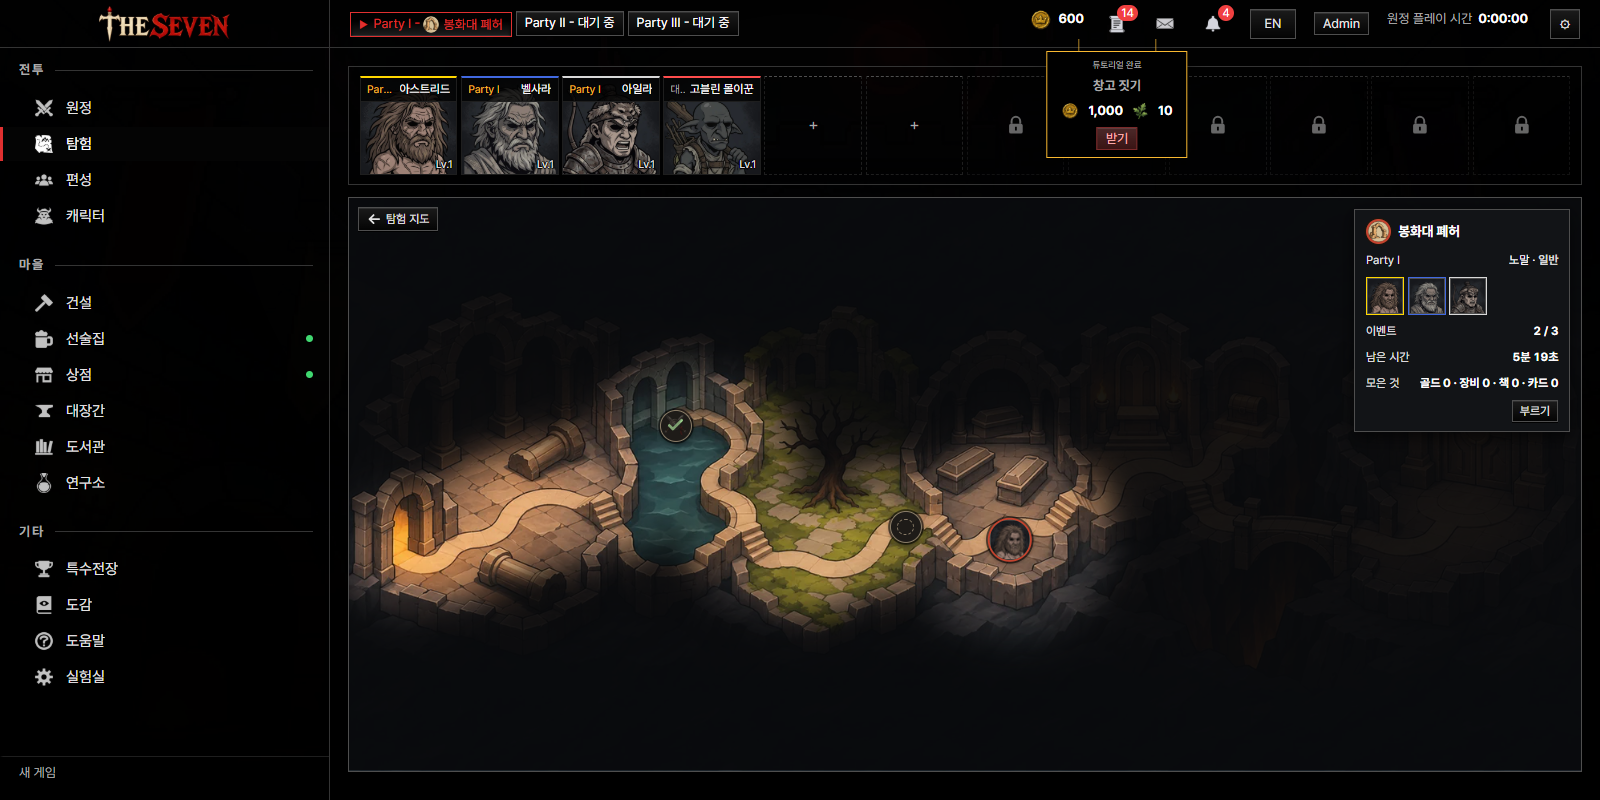 THE SEVEN
Party I - 봉화대 폐허
Party II - 대기 중
Party III - 대기 중
600
14
4
EN
Admin
원정 플레이 시간 0:00:00
전투
원정
탐험
편성
캐릭터
마을
건설
선술집
상점
대장간
도서관
연구소
기타
특수전장
도감
도움말
실험실
새 게임
Par... 아스트리드
Lv.1
Party I 벨사라
Lv.1
Party I 아일라
Lv.1
대.. 고블린 몰이꾼
Lv.1
+
+
튜토리얼 완료
창고 짓기
1,000 10
받기
← 탐험 지도
봉화대 폐허
Party I 노말 · 일반
이벤트 2 / 3
남은 시간 5분 19초
모은 것 골드 0 · 장비 0 · 책 0 · 카드 0
부르기